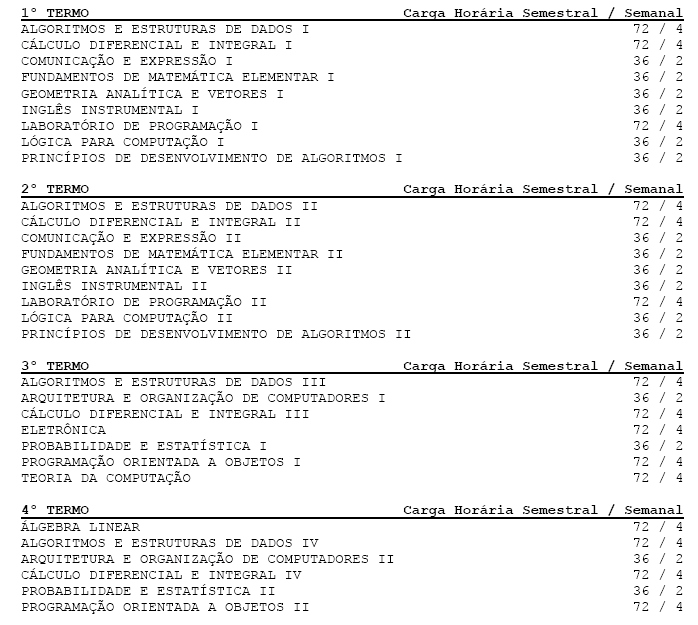 1º TERMO Carga Horária Semestral / Semanal
ALGORITMOS E ESTRUTURAS DE DADOS I 72 / 4
CÁLCULO DIFERENCIAL E INTEGRAL I 72 / 4
COMUNICAÇÃO E EXPRESSÃO I 36 / 2
FUNDAMENTOS DE MATEMÁTICA ELEMENTAR I 36 / 2
GEOMETRIA ANALÍTICA E VETORES I 36 / 2
INGLÊS INSTRUMENTAL I 36 / 2
LABORATÓRIO DE PROGRAMAÇÃO I 72 / 4
LÓGICA PARA COMPUTAÇÃO I 36 / 2
PRINCÍPIOS DE DESENVOLVIMENTO DE ALGORITMOS I 36 / 2
2º TERMO Carga Horária Semestral / Semanal
ALGORITMOS E ESTRUTURAS DE DADOS II 72 / 4
CÁLCULO DIFERENCIAL E INTEGRAL II 72 / 4
COMUNICAÇÃO E EXPRESSÃO II 36 / 2
FUNDAMENTOS DE MATEMÁTICA ELEMENTAR II 36 / 2
GEOMETRIA ANALÍTICA E VETORES II 36 / 2
INGLÊS INSTRUMENTAL II 36 / 2
LABORATÓRIO DE PROGRAMAÇÃO II 72 / 4
LÓGICA PARA COMPUTAÇÃO II 36 / 2
PRINCÍPIOS DE DESENVOLVIMENTO DE ALGORITMOS II 36 / 2
3º TERMO Carga Horária Semestral / Semanal
ALGORITMOS E ESTRUTURAS DE DADOS III 72 / 4
ARQUITETURA E ORGANIZAÇÃO DE COMPUTADORES I 36 / 2
CÁLCULO DIFERENCIAL E INTEGRAL III 72 / 4
ELETRÔNICA 72 / 4
PROBABILIDADE E ESTATÍSTICA I 36 / 2
PROGRAMAÇÃO ORIENTADA A OBJETOS I 72 / 4
TEORIA DA COMPUTAÇÃO 72 / 4
4º TERMO Carga Horária Semestral / Semanal
ÁLGEBRA LINEAR 72 / 4
ALGORITMOS E ESTRUTURAS DE DADOS IV 72 / 4
ARQUITETURA E ORGANIZAÇÃO DE COMPUTADORES II 36 / 2
CÁLCULO DIFERENCIAL E INTEGRAL IV 72 / 4
PROBABILIDADE E ESTATÍSTICA II 36 / 2
PROGRAMAÇÃO ORIENTADA A OBJETOS II 72 / 4